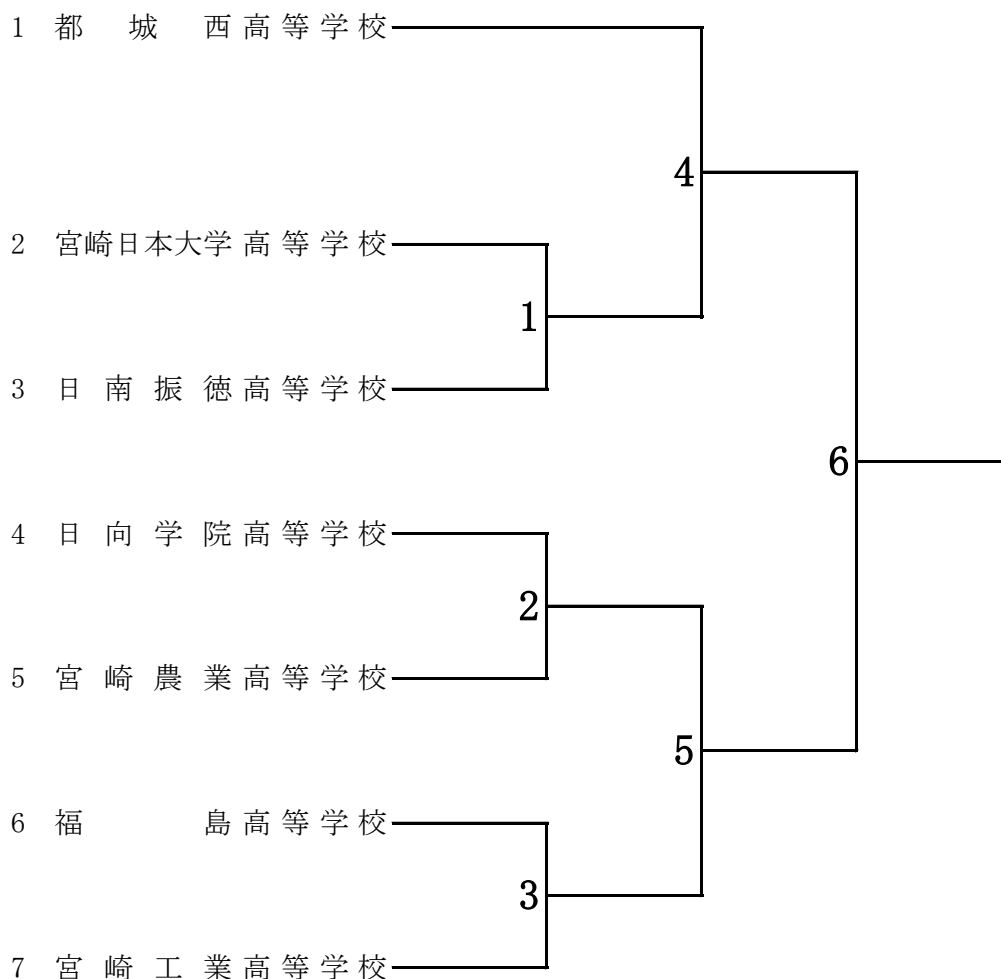 1 都城西高等学校
4
2 宮崎日本大学高等学校
1
3 日南振徳高等学校
6
4 日向学院高等学校
2
5 宮崎農業高等学校
5
6 福島高等学校
3
7 宮崎工業高等学校